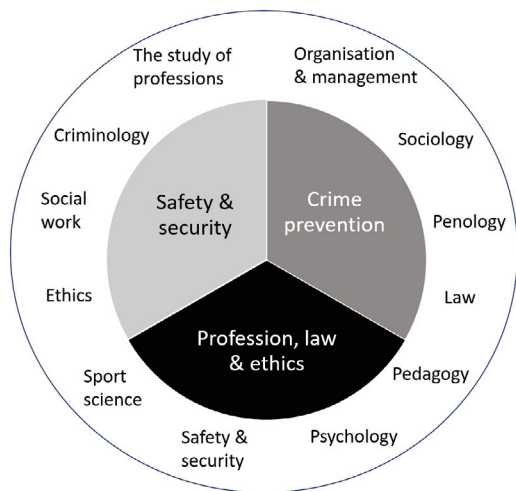 The study of
professions
Organisation
& management
Criminology
Sociology
Social
work
Safety &
security
Crime
prevention
Penology
Ethics
Law
Profession, law
& ethics
Sport
science
Pedagogy
Safety &
security
Psychology